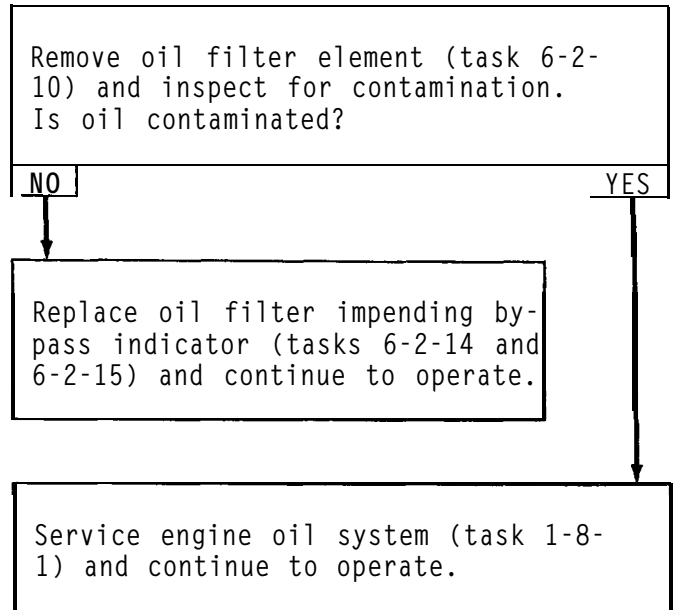 Remove oil filter element (task 6-2-
10) and inspect for contamination.
Is oil contaminated?
NO
YES
Replace oil filter impending by-
pass indicator (tasks 6-2-14 and
6-2-15) and continue to operate.
Service engine oil system (task 1-8-
1) and continue to operate.